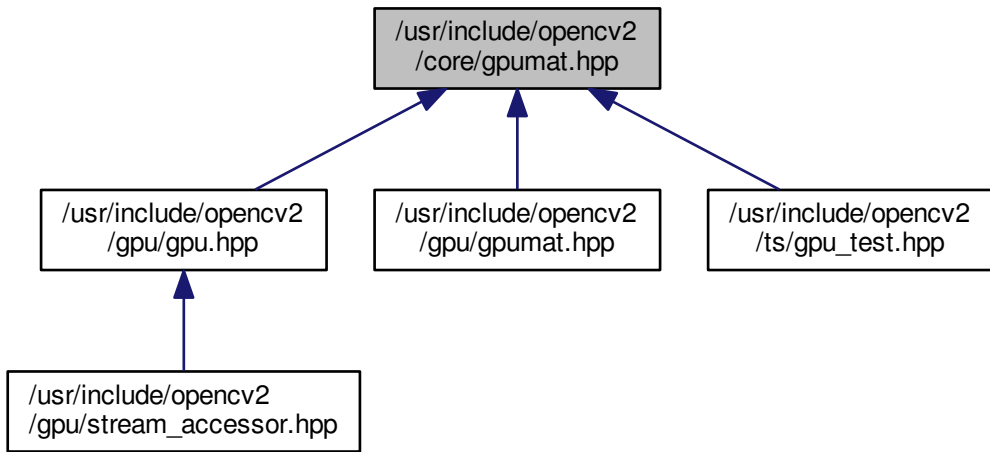 /usr/include/opencv2
/core/gpumat.hpp
/usr/include/opencv2
/gpu/gpu.hpp
/usr/include/opencv2
/gpu/gpumat.hpp
/usr/include/opencv2
/ts/gpu_test.hpp
/usr/include/opencv2
/gpu/stream_accessor.hpp